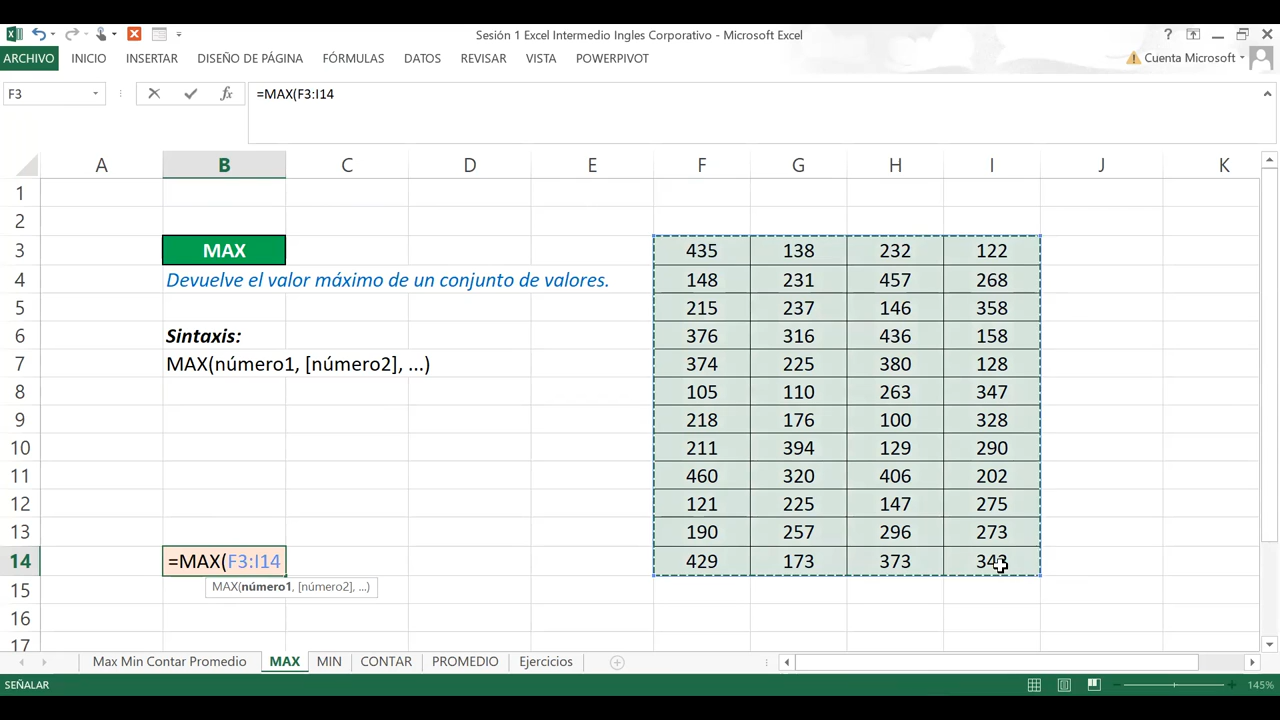 Sesión 1 Excel Intermedio Ingles Corporativo - Microsoft Excel
ARCHIVO INICIO INSERTAR DISEÑO DE PÁGINA FÓRMULAS DATOS REVISAR VISTA POWERPIVOT Cuenta Microsoft
F3 fx =MAX(F3:I14
A B C D E F G H I J K
1
2
3 MAX 435 138 232 122
4 Devuelve el valor máximo de un conjunto de valores. 148 231 457 268
5 215 237 146 358
6 Sintaxis: 376 316 436 158
7 MAX(número1, [número2], ...) 374 225 380 128
8 105 110 263 347
9 218 176 100 328
10 211 394 129 290
11 460 320 406 202
12 121 225 147 275
13 190 257 296 273
14 =MAX(F3:I14 429 173 373
15 MAX(número1, [número2], ...)
16
17
Max Min Contar Promedio MAX MIN CONTAR PROMEDIO Ejercicios
SEÑALAR 145%